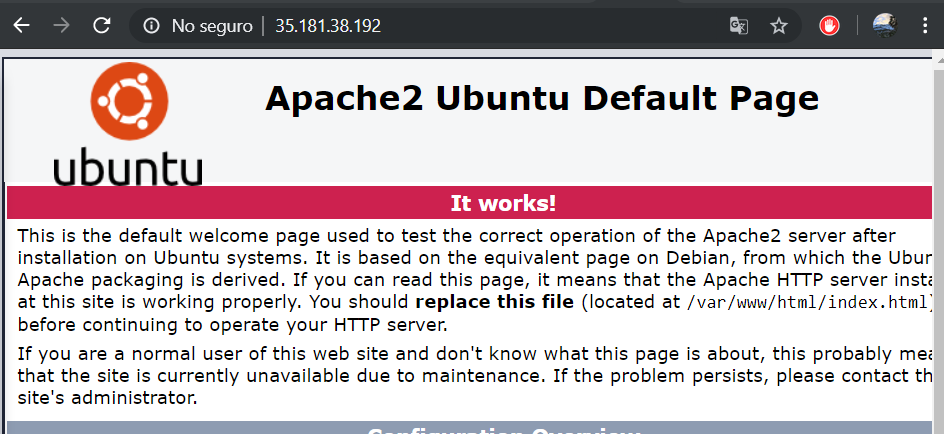 No seguro | 35.181.38.192
Apache2 Ubuntu Default Page
ubuntu
It works!
This is the default welcome page used to test the correct operation of the Apache2 server after
installation on Ubuntu systems. It is based on the equivalent page on Debian, from which the
Apache packaging is derived. If you can read this page, it means that the Apache HTTP server
at this site is working properly. You should replace this file (located at /var/www/html/index.html)
before continuing to operate your HTTP server.
If you are a normal user of this web site and don't know what this page is about, this probably
that the site is currently unavailable due to maintenance. If the problem persists, please contact
site's administrator.
Configuration Overview